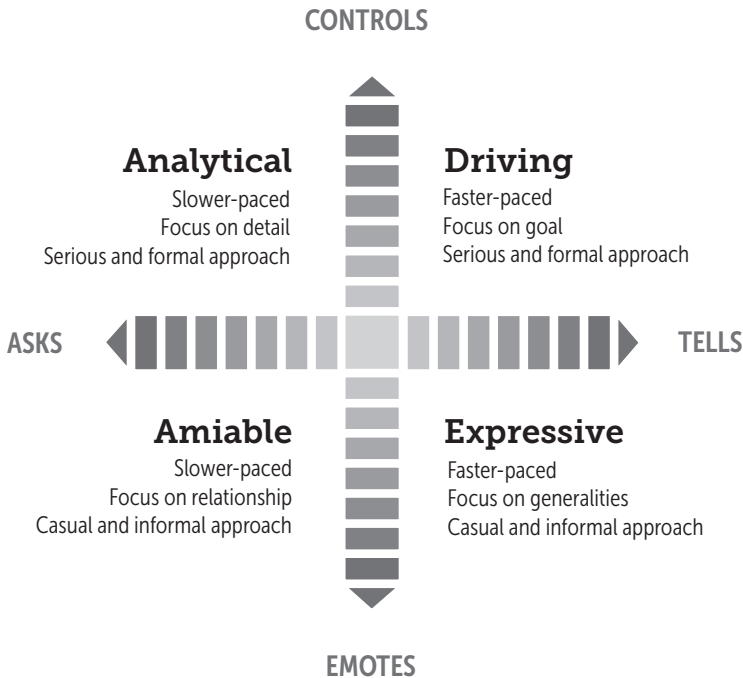 CONTROLS
Analytical
Slower-paced
Focus on detail
Serious and formal approach
Driving
Faster-paced
Focus on goal
Serious and formal approach
ASKS
TELLS
Amiable
Slower-paced
Focus on relationship
Casual and informal approach
Expressive
Faster-paced
Focus on generalities
Casual and informal approach
EMOTES